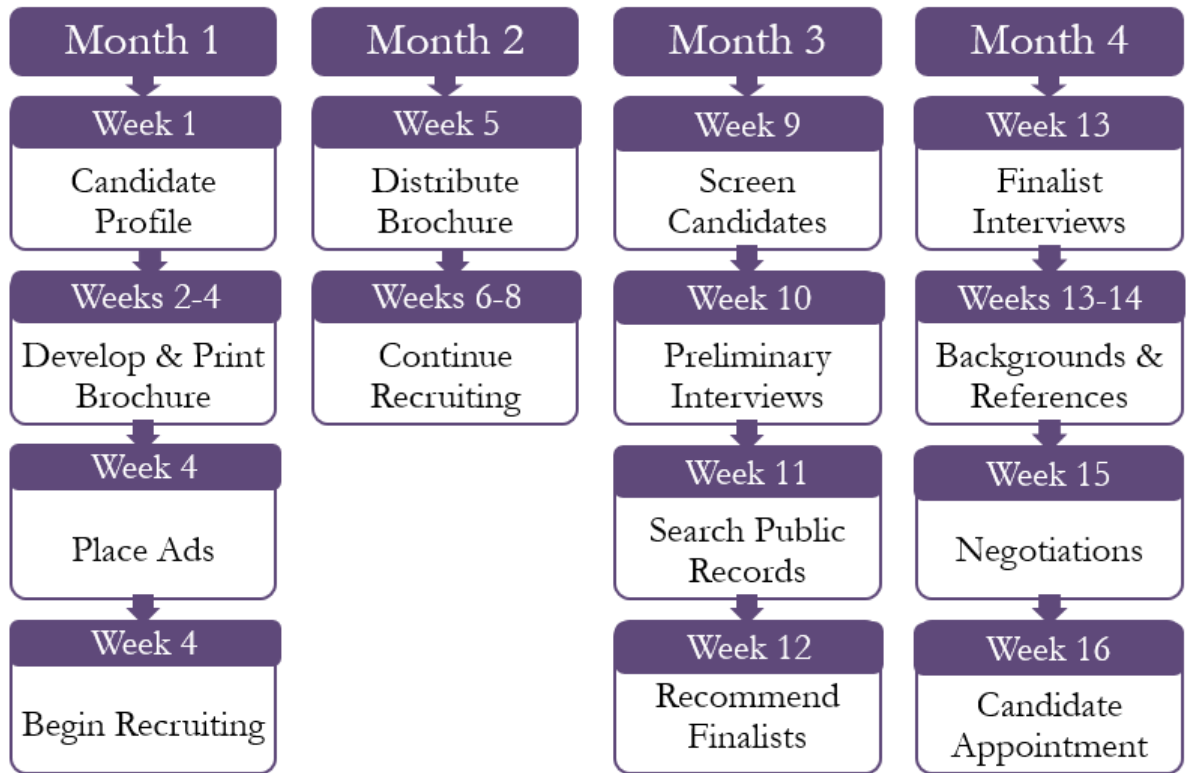 Month 1
Week 1
Candidate
Profile
Weeks 2-4
Develop & Print
Brochure
Week 4
Place Ads
Week 4
Begin Recruiting
Month 2
Week 5
Distribute
Brochure
Weeks 6-8
Continue
Recruiting
Month 3
Week 9
Screen
Candidates
Week 10
Preliminary
Interviews
Week 11
Search Public
Records
Week 12
Recommend
Finalists
Month 4
Week 13
Finalist
Interviews
Weeks 13-14
Backgrounds &
References
Week 15
Negotiations
Week 16
Candidate
Appointment